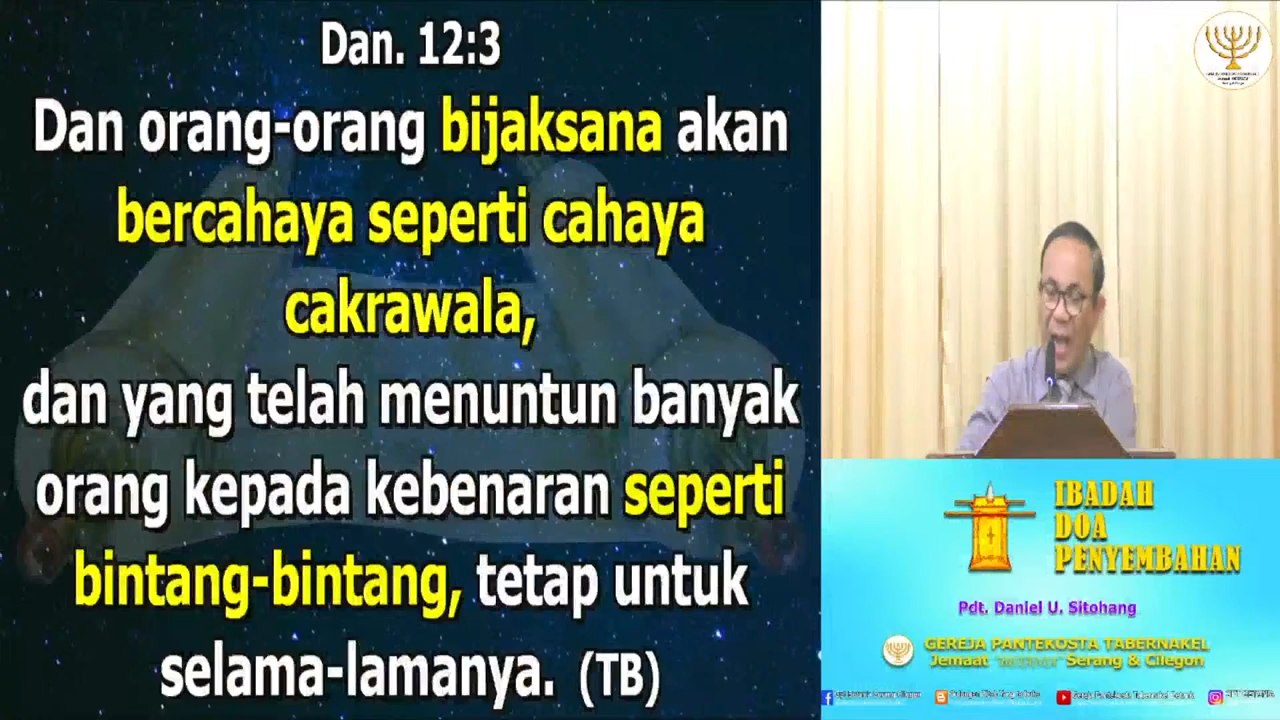 Dan. 12:3
Dan orang-orang bijaksana akan
bercahaya seperti cahaya
cakrawala,
dan yang telah menuntun banyak
orang kepada kebenaran seperti
bintang-bintang, tetap untuk
selama-lamanya. (TB)
IBADAH
DOA
PENYEMBAHAN
Pdt. Daniel U. Sitohang
GEREJA PANTEKOSTA TABERNAKEL
Jemaat Serang & Cilegon